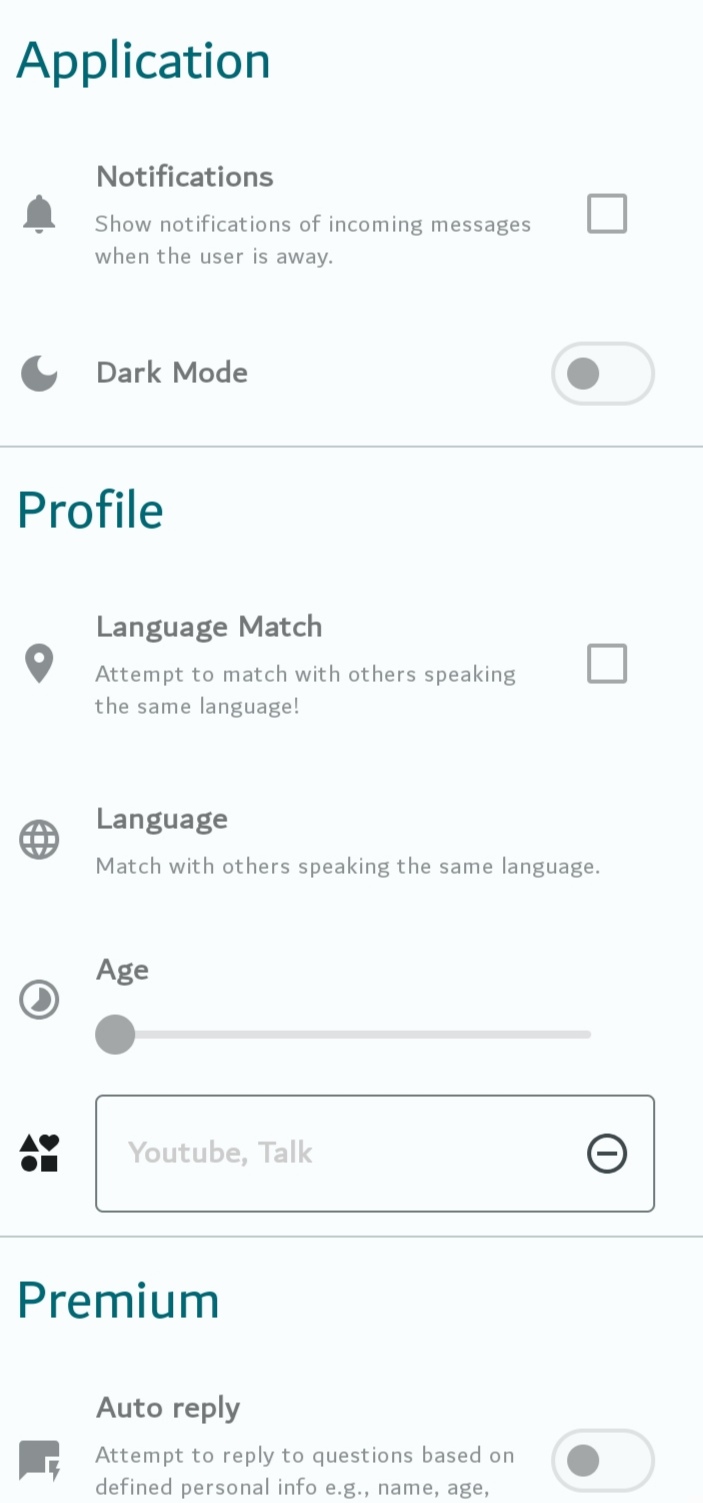 Application
Notifications
Show notifications of incoming messages
when the user is away.
Dark Mode
Profile
Language Match
Attempt to match with others speaking
the same language!
Language
Match with others speaking the same language.
Age
Youtube, Talk
Premium
Auto reply
Attempt to reply to questions based on
defined personal info e.g., name, age,